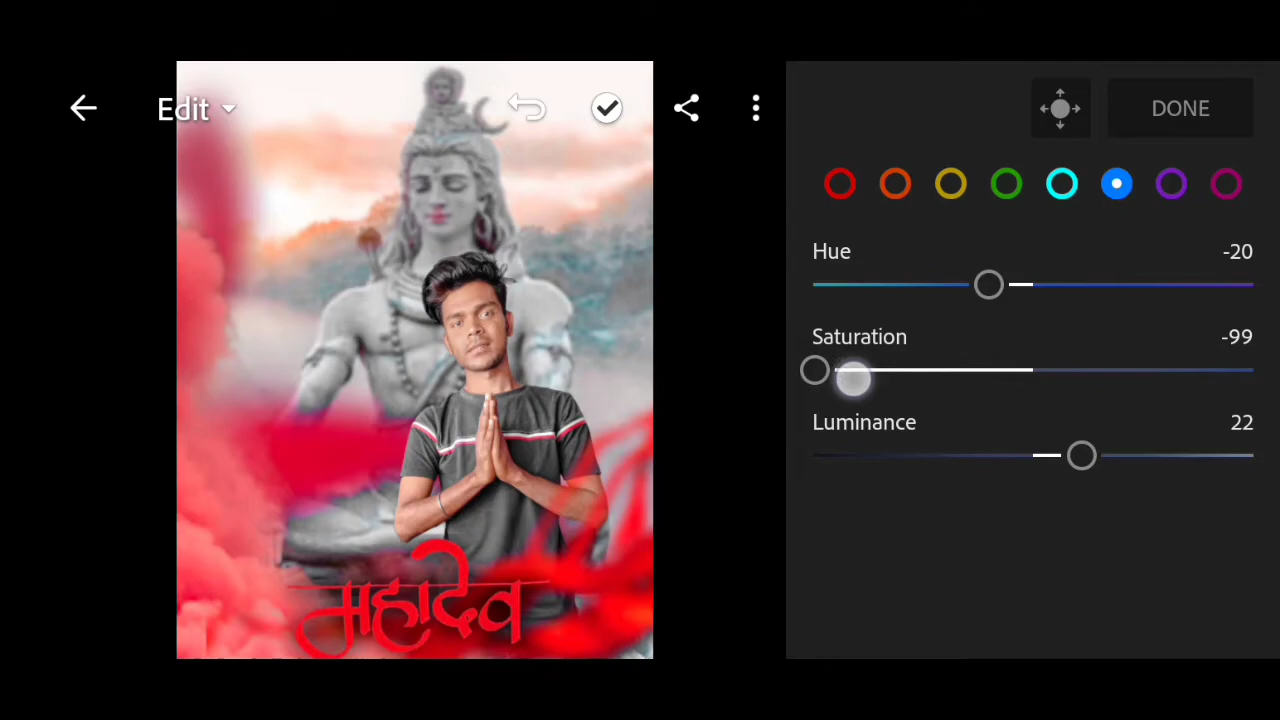 Edit
DONE
Hue -20
Saturation -99
Luminance 22
महादेव